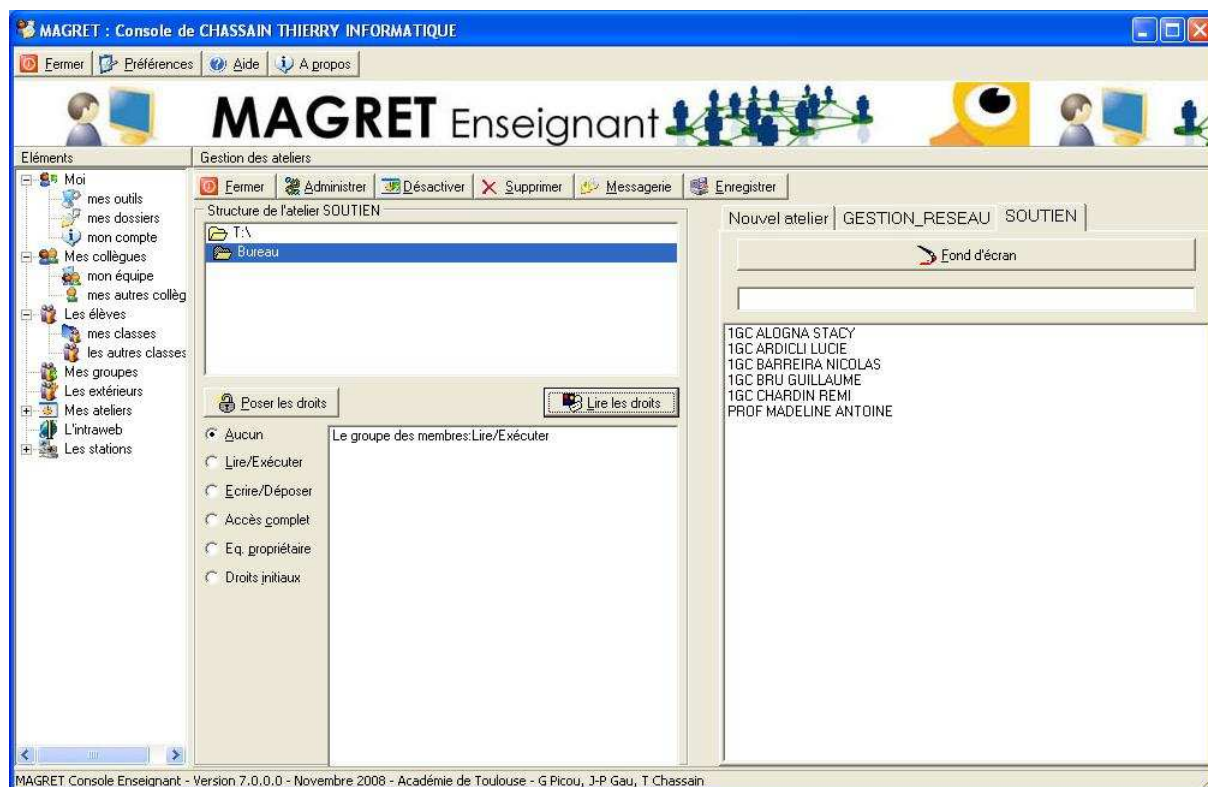 MAGRET : Console de CHASSAIN THIERRY INFORMATIQUE
Fermer Préférences Aide A propos
MAGRET Enseignant
Eléments
Gestion des ateliers
Moi
mes outils
mes dossiers
mon compte
Mes collègues
mon équipe
mes autres collèg
Les élèves
mes classes
les autres classes
Mes groupes
Les extérieurs
Mes ateliers
L'intraweb
Les stations
Fermer Administrer Désactiver Supprimer Messagerie Enregistrer
Structure de l'atelier SOUTIEN
T:\
Bureau
Poser les droits
Lire les droits
Aucun
Lire/Exécuter
Ecrire/Déposer
Accès complet
Eq. propriétaire
Droits initiaux
Le groupe des membres:Lire/Exécuter
Nouvel atelier GESTION_RESEAU SOUTIEN
Fond d'écran
1GC ALOGNA STACY
1GC ARDICLI LUCIE
1GC BARREIRA NICOLAS
1GC BRU GUILLAUME
1GC CHARDIN REMI
PROF MADELINE ANTOINE
MAGRET Console Enseignant - Version 7.0.0.0 - Novembre 2008 - Académie de Toulouse - G Picou, J-P Gau, T Chassain